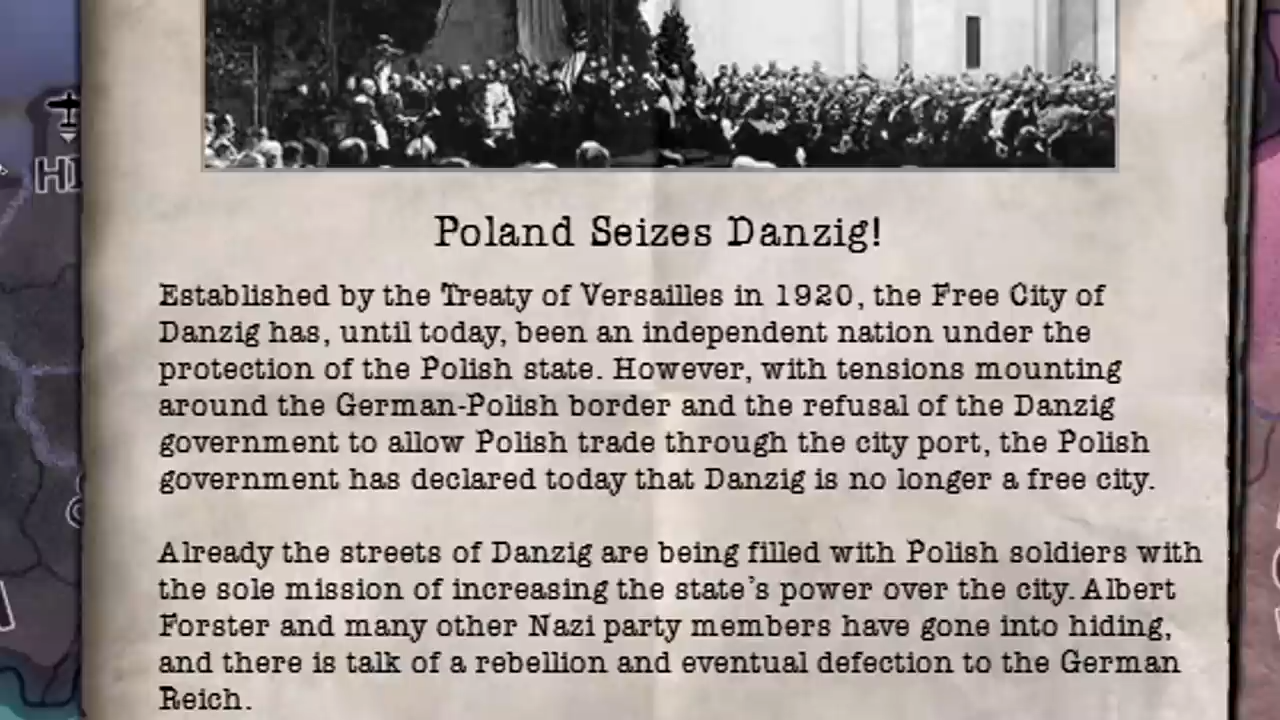 Poland Seizes Danzig!
Established by the Treaty of Versailles in 1920, the Free City of
Danzig has, until today, been an independent nation under the
protection of the Polish state. However, with tensions mounting
around the German-Polish border and the refusal of the Danzig
government to allow Polish trade through the city port, the Polish
government has declared today that Danzig is no longer a free city.
Already the streets of Danzig are being filled with Polish soldiers with
the sole mission of increasing the state's power over the city. Albert
Forster and many other Nazi party members have gone into hiding,
and there is talk of a rebellion and eventual defection to the German
Reich.